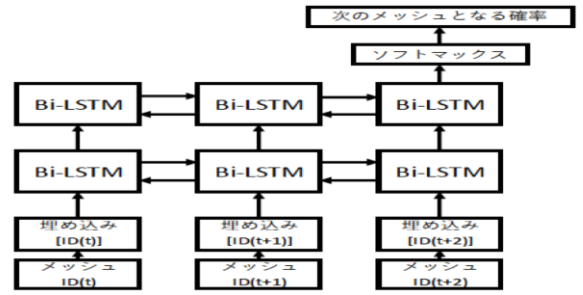 次のメッシュとなる確率
ソフトマックス
Bi-LSTM Bi-LSTM Bi-LSTM
Bi-LSTM Bi-LSTM Bi-LSTM
埋め込み 埋め込み 埋め込み
[ID(t)] [ID(t+1)] [ID(t+2)]
メッシュ メッシュ メッシュ
ID(t) ID(t+1) ID(t+2)